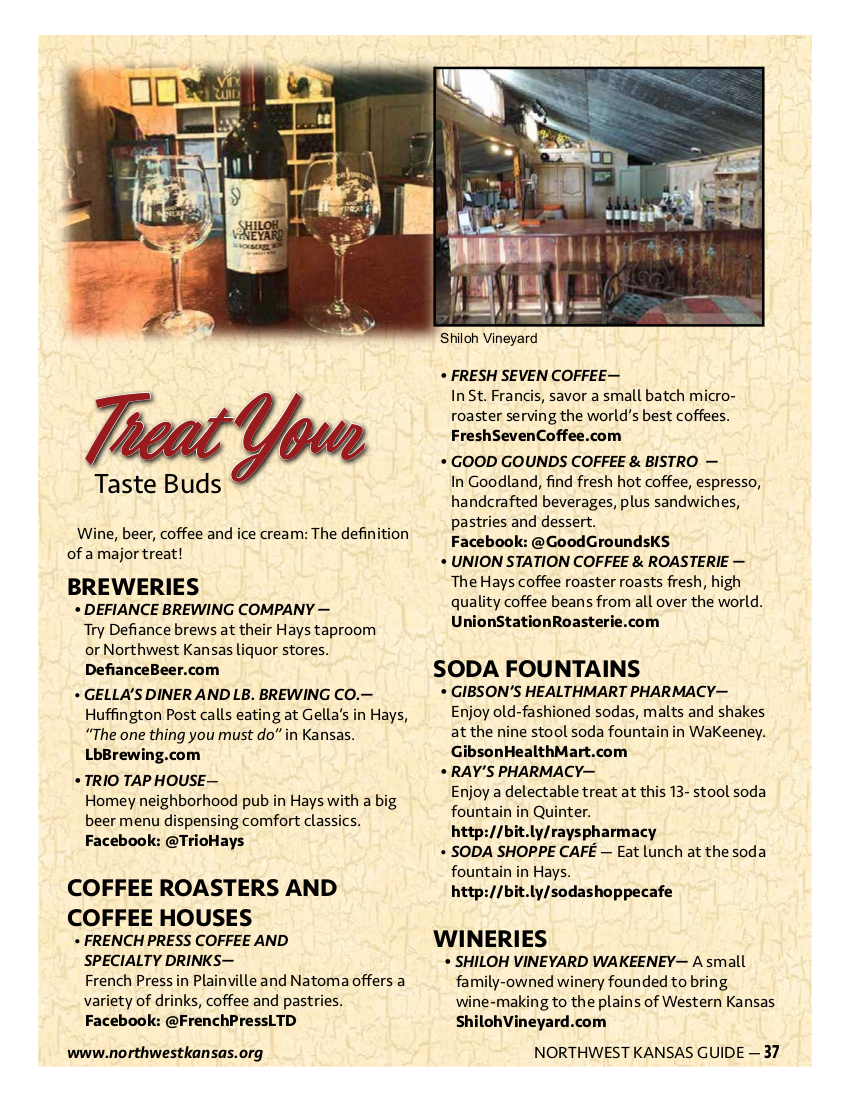 SHILOH
VINEYARD
BLACKBERRY WINE
Shiloh Vineyard
Treat Your
Taste Buds
Wine, beer, coffee and ice cream: The definition
of a major treat!
BREWERIES
• DEFIANCE BREWING COMPANY —
Try Defiance brews at their Hays taproom
or Northwest Kansas liquor stores.
DefianceBeer.com
• GELLA'S DINER AND LB. BREWING CO.—
Huffington Post calls eating at Gella's in Hays,
"The one thing you must do" in Kansas.
LbBrewing.com
• TRIO TAP HOUSE—
Homey neighborhood pub in Hays with a big
beer menu dispensing comfort classics.
Facebook: @TrioHays
COFFEE ROASTERS AND
COFFEE HOUSES
• FRENCH PRESS COFFEE AND
SPECIALTY DRINKS—
French Press in Plainville and Natoma offers a
variety of drinks, coffee and pastries.
Facebook: @FrenchPressLTD
• FRESH SEVEN COFFEE—
In St. Francis, savor a small batch micro-
roaster serving the world's best coffees.
FreshSevenCoffee.com
• GOOD GOUNDS COFFEE & BISTRO —
In Goodland, find fresh hot coffee, espresso,
handcrafted beverages, plus sandwiches,
pastries and dessert.
Facebook: @GoodGroundsKS
• UNION STATION COFFEE & ROASTERIE —
The Hays coffee roaster roasts fresh, high
quality coffee beans from all over the world.
UnionStationRoasterie.com
SODA FOUNTAINS
• GIBSON'S HEALTHMART PHARMACY—
Enjoy old-fashioned sodas, malts and shakes
at the nine stool soda fountain in WaKeeney.
GibsonHealthMart.com
• RAY'S PHARMACY—
Enjoy a delectable treat at this 13- stool soda
fountain in Quinter.
http://bit.ly/rayspharmacy
• SODA SHOPPE CAFÉ — Eat lunch at the soda
fountain in Hays.
http://bit.ly/sodashoppecafe
WINERIES
• SHILOH VINEYARD WAKEENEY— A small
family-owned winery founded to bring
wine-making to the plains of Western Kansas
ShilohVineyard.com
www.northwestkansas.org
NORTHWEST KANSAS GUIDE — 37